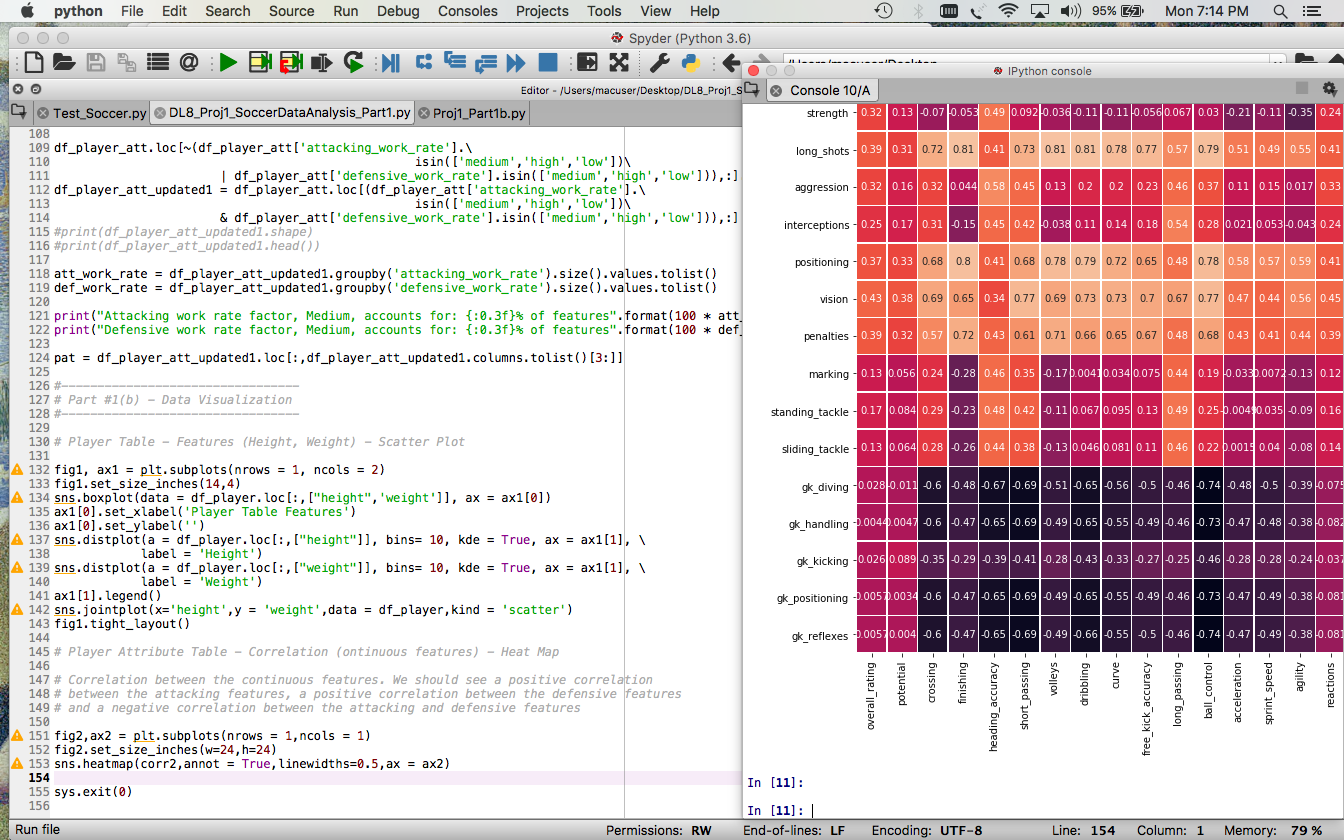 python File Edit Search Source Run Debug Consoles Projects Tools View Help 95% Mon 7:14 PM
Spyder (Python 3.6)
Editor - /Users/macuser/Desktop/DL8_Proj1_S
IPython console
Test_Soccer.py DL8_Proj1_SoccerDataAnalysis_Part1.py Proj1_Part1b.py
Console 10/A
108
109 df_player_att.loc[~(df_player_att['attacking_work_rate'].\
110 isin(['medium','high','low'])\
111 | df_player_att['defensive_work_rate'].isin(['medium','high','low'])),:]
112 df_player_att_updated1 = df_player_att.loc[(df_player_att['attacking_work_rate'].\
113 isin(['medium','high','low'])\
114 & df_player_att['defensive_work_rate'].isin(['medium','high','low'])),:]
115 #print(df_player_att_updated1.shape)
116 #print(df_player_att_updated1.head())
117
118 att_work_rate = df_player_att_updated1.groupby('attacking_work_rate').size().values.tolist()
119 def_work_rate = df_player_att_updated1.groupby('defensive_work_rate').size().values.tolist()
120
121 print("Attacking work rate factor, Medium, accounts for: {:0.3f}% of features".format(100 * att_
122 print("Defensive work rate factor, Medium, accounts for: {:0.3f}% of features".format(100 * def_
123
124 pat = df_player_att_updated1.loc[:,df_player_att_updated1.columns.tolist()[3:]]
125
126 #---------------------------------
127 # Part #1(b) - Data Visualization
128 #---------------------------------
129
130 # Player Table - Features (Height, Weight) - Scatter Plot
131
132 fig1, ax1 = plt.subplots(nrows = 1, ncols = 2)
133 fig1.set_size_inches(14,4)
134 sns.boxplot(data = df_player.loc[:,["height",'weight']], ax = ax1[0])
135 ax1[0].set_xlabel('Player Table Features')
136 ax1[0].set_ylabel('')
137 sns.distplot(a = df_player.loc[:,["height"]], bins= 10, kde = True, ax = ax1[1], \
138 label = 'Height')
139 sns.distplot(a = df_player.loc[:,["weight"]], bins= 10, kde = True, ax = ax1[1], \
140 label = 'Weight')
141 ax1[1].legend()
142 sns.jointplot(x='height',y = 'weight',data = df_player,kind = 'scatter')
143 fig1.tight_layout()
144
145 # Player Attribute Table - Correlation (ontinuous features) - Heat Map
146
147 # Correlation between the continuous features. We should see a positive correlation
148 # between the attacking features, a positive correlation between the defensive features
149 # and a negative correlation between the attacking and defensive features
150
151 fig2,ax2 = plt.subplots(nrows = 1,ncols = 1)
152 fig2.set_size_inches(w=24,h=24)
153 sns.heatmap(corr2,annot = True,linewidths=0.5,ax = ax2)
154
155 sys.exit(0)
156
strength 0.32 0.13 -0.07 -0.053 0.49 0.092 -0.036 -0.11 -0.11 -0.056 0.067 0.03 -0.21 -0.11 -0.35 0.24
long_shots 0.39 0.31 0.72 0.81 0.41 0.73 0.81 0.81 0.78 0.77 0.57 0.79 0.51 0.49 0.55 0.41
aggression 0.32 0.16 0.32 0.044 0.58 0.45 0.13 0.2 0.2 0.23 0.46 0.37 0.11 0.15 0.017 0.33
interceptions 0.25 0.17 0.31 -0.15 0.45 0.42 -0.038 0.11 0.14 0.18 0.54 0.28 0.021 0.053 -0.043 0.24
positioning 0.37 0.33 0.68 0.8 0.41 0.68 0.78 0.79 0.72 0.65 0.48 0.78 0.58 0.57 0.59 0.41
vision 0.43 0.38 0.69 0.65 0.34 0.77 0.69 0.73 0.73 0.7 0.67 0.77 0.47 0.44 0.56 0.45
penalties 0.39 0.32 0.57 0.72 0.43 0.61 0.71 0.66 0.65 0.67 0.48 0.68 0.43 0.41 0.44 0.39
marking 0.13 0.056 0.24 -0.28 0.46 0.35 -0.17 0.0041 0.034 0.075 0.44 0.19 -0.033 0.0072 -0.13 0.12
standing_tackle 0.17 0.084 0.29 -0.23 0.48 0.42 -0.11 0.067 0.095 0.13 0.49 0.25 -0.0049 0.035 -0.09 0.16
sliding_tackle 0.13 0.064 0.28 -0.26 0.44 0.38 -0.13 0.046 0.081 0.11 0.46 0.22 0.0015 0.04 -0.08 0.14
gk_diving 0.028 -0.011 -0.6 -0.48 -0.67 -0.69 -0.51 -0.65 -0.56 -0.5 -0.46 -0.74 -0.48 -0.5 -0.39 -0.075
gk_handling 0.0044 0.0047 -0.6 -0.47 -0.65 -0.69 -0.49 -0.65 -0.55 -0.49 -0.46 -0.73 -0.47 -0.48 -0.38 -0.082
gk_kicking 0.026 0.089 -0.35 -0.29 -0.39 -0.41 -0.28 -0.43 -0.33 -0.27 -0.25 -0.46 -0.28 -0.28 -0.24 -0.037
gk_positioning 0.0057 0.0034 -0.6 -0.47 -0.65 -0.69 -0.49 -0.65 -0.55 -0.49 -0.46 -0.73 -0.47 -0.49 -0.38 -0.081
gk_reflexes 0.0057 0.004 -0.6 -0.47 -0.65 -0.69 -0.49 -0.66 -0.55 -0.5 -0.46 -0.74 -0.47 -0.49 -0.38 -0.081
overall_rating potential crossing finishing heading_accuracy short_passing volleys dribbling curve free_kick_accuracy long_passing ball_control acceleration sprint_speed agility reactions
In [11]:
In [11]:
Run file Permissions: RW End-of-lines: LF Encoding: UTF-8 Line: 154 Column: 1 Memory: 79 %